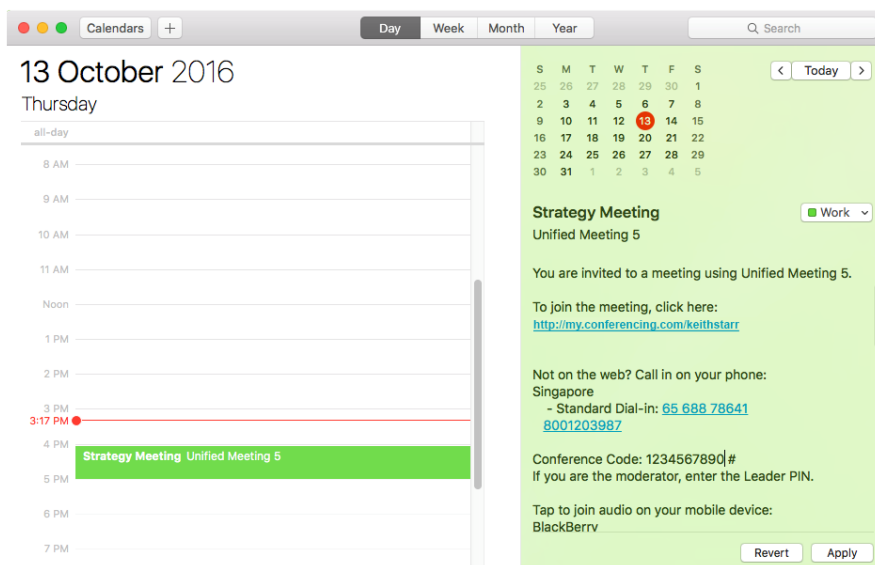 Calendars +
Day Week Month Year
Search
13 October 2016
Thursday
all-day
8 AM
9 AM
10 AM
11 AM
Noon
1 PM
2 PM
3 PM
3:17 PM
4 PM
Strategy Meeting Unified Meeting 5
5 PM
6 PM
7 PM
S M T W T F S
25 26 27 28 29 30 1
2 3 4 5 6 7 8
9 10 11 12 13 14 15
16 17 18 19 20 21 22
23 24 25 26 27 28 29
30 31 1 2 3 4 5
< Today >
Strategy Meeting
Work
Unified Meeting 5
You are invited to a meeting using Unified Meeting 5.
To join the meeting, click here:
http://my.conferencing.com/keithstarr
Not on the web? Call in on your phone:
Singapore
- Standard Dial-in: 65 688 78641
8001203987
Conference Code: 1234567890#
If you are the moderator, enter the Leader PIN.
Tap to join audio on your mobile device:
BlackBerry
Revert Apply